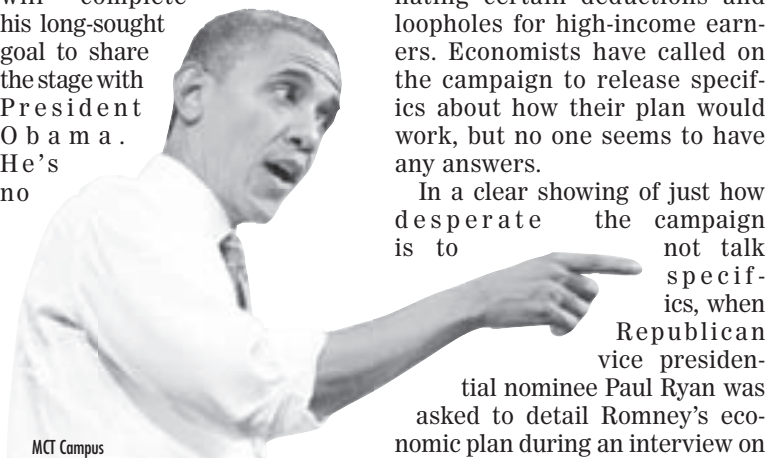 will complete
his long-sought
goal to share
the stage with
President
Obama.
He's
no
MCT Campus
nating certain deductions and
loopholes for high-income earn-
ers. Economists have called on
the campaign to release specif-
ics about how their plan would
work, but no one seems to have
any answers.
In a clear showing of just how
desperate the campaign
is to not talk
specif-
ics, when
Republican
vice presiden-
tial nominee Paul Ryan was
asked to detail Romney's eco-
nomic plan during an interview on